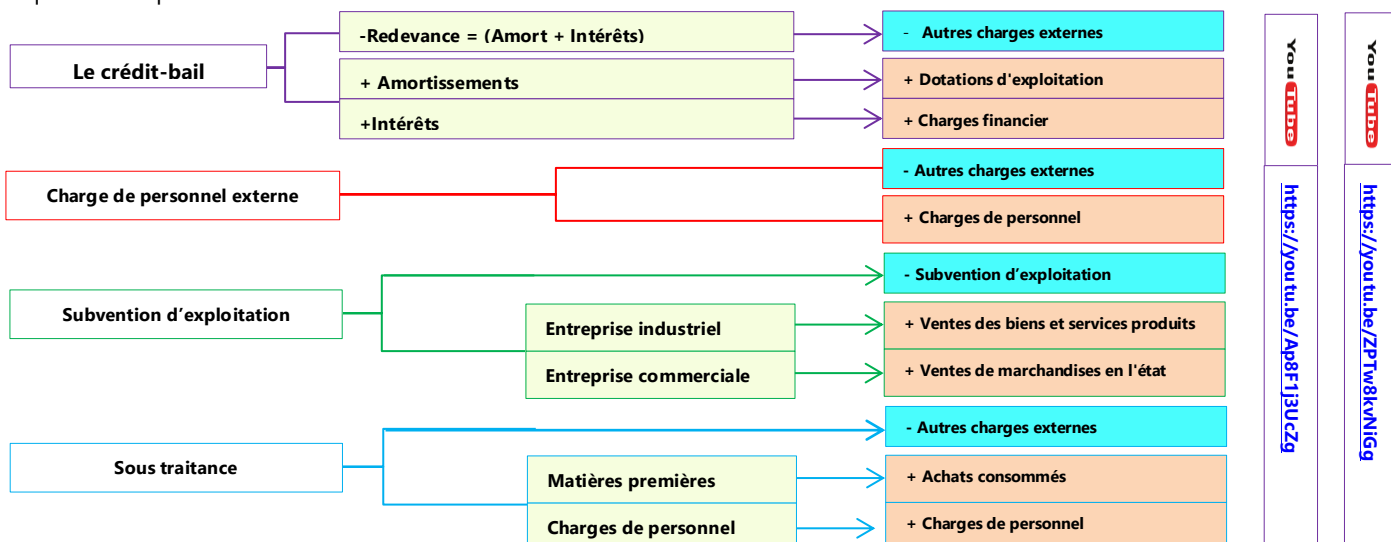 Le crédit-bail
-Redevance = (Amort + Intérêts)
- Autres charges externes
+ Amortissements
+ Dotations d'exploitation
+Intérêts
+ Charges financier
Charge de personnel externe
- Autres charges externes
+ Charges de personnel
Subvention d’exploitation
- Subvention d’exploitation
Entreprise industriel
+ Ventes des biens et services produits
Entreprise commerciale
+ Ventes de marchandises en l'état
Sous traitance
- Autres charges externes
Matières premières
+ Achats consommés
Charges de personnel
+ Charges de personnel
YouTube
https://youtu.be/Ap8F1j3UcZg
YouTube
https://youtu.be/ZPTw8kvNiGg